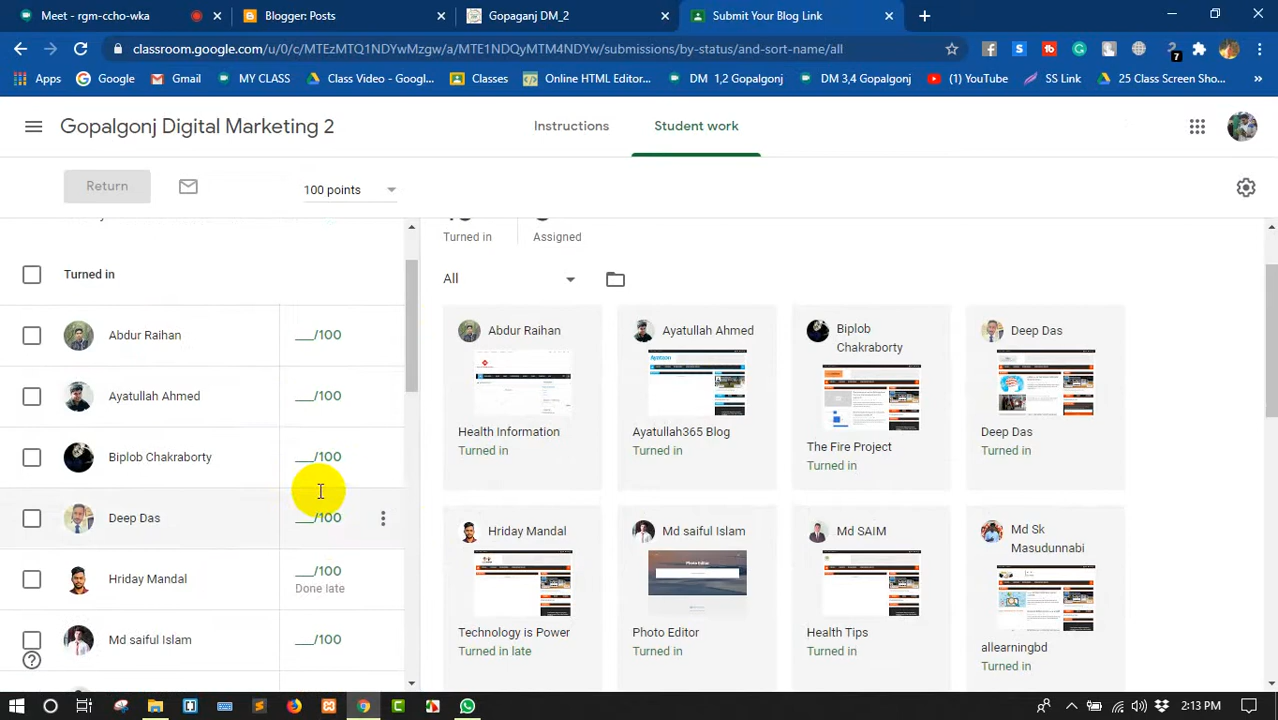 Meet - rgm-ccho-wka
Blogger: Posts
Gopaganj DM_2
Submit Your Blog Link
classroom.google.com/u/0/c/MTEzMTQ1NDYwMzgw/a/MTE1NDQyMTM4NDYw/submissions/by-status/and-sort-name/all
7
Apps
Google
Gmail
MY CLASS
Class Video - Googl...
Classes
Online HTML Editor...
DM 1,2 Gopalgonj
DM 3,4 Gopalgonj
(1) YouTube
SS Link
25 Class Screen Sho...
»
Gopalgonj Digital Marketing 2
Instructions
Student work
Return
100 points
Turned in
Assigned
All
Turned in
Abdur Raihan
___/100
Ayatullah Ahmed
___/100
Biplob Chakraborty
___/100
Deep Das
___/100
Hriday Mandal
___/100
Done late
Md saiful Islam
___/100
Abdur Raihan
Health Information
Turned in
Ayatullah Ahmed
Ayatullah365 Blog
Turned in
Biplob
Chakraborty
The Fire Project
Turned in
Deep Das
Deep Das
Turned in
Hriday Mandal
Technology is Power
Turned in late
Md saiful Islam
Photo Editor
Photo Editor
Turned in
Md SAIM
Health Tips
Turned in
Md Sk
Masudunnabi
allearningbd
Turned in
2:13 PM